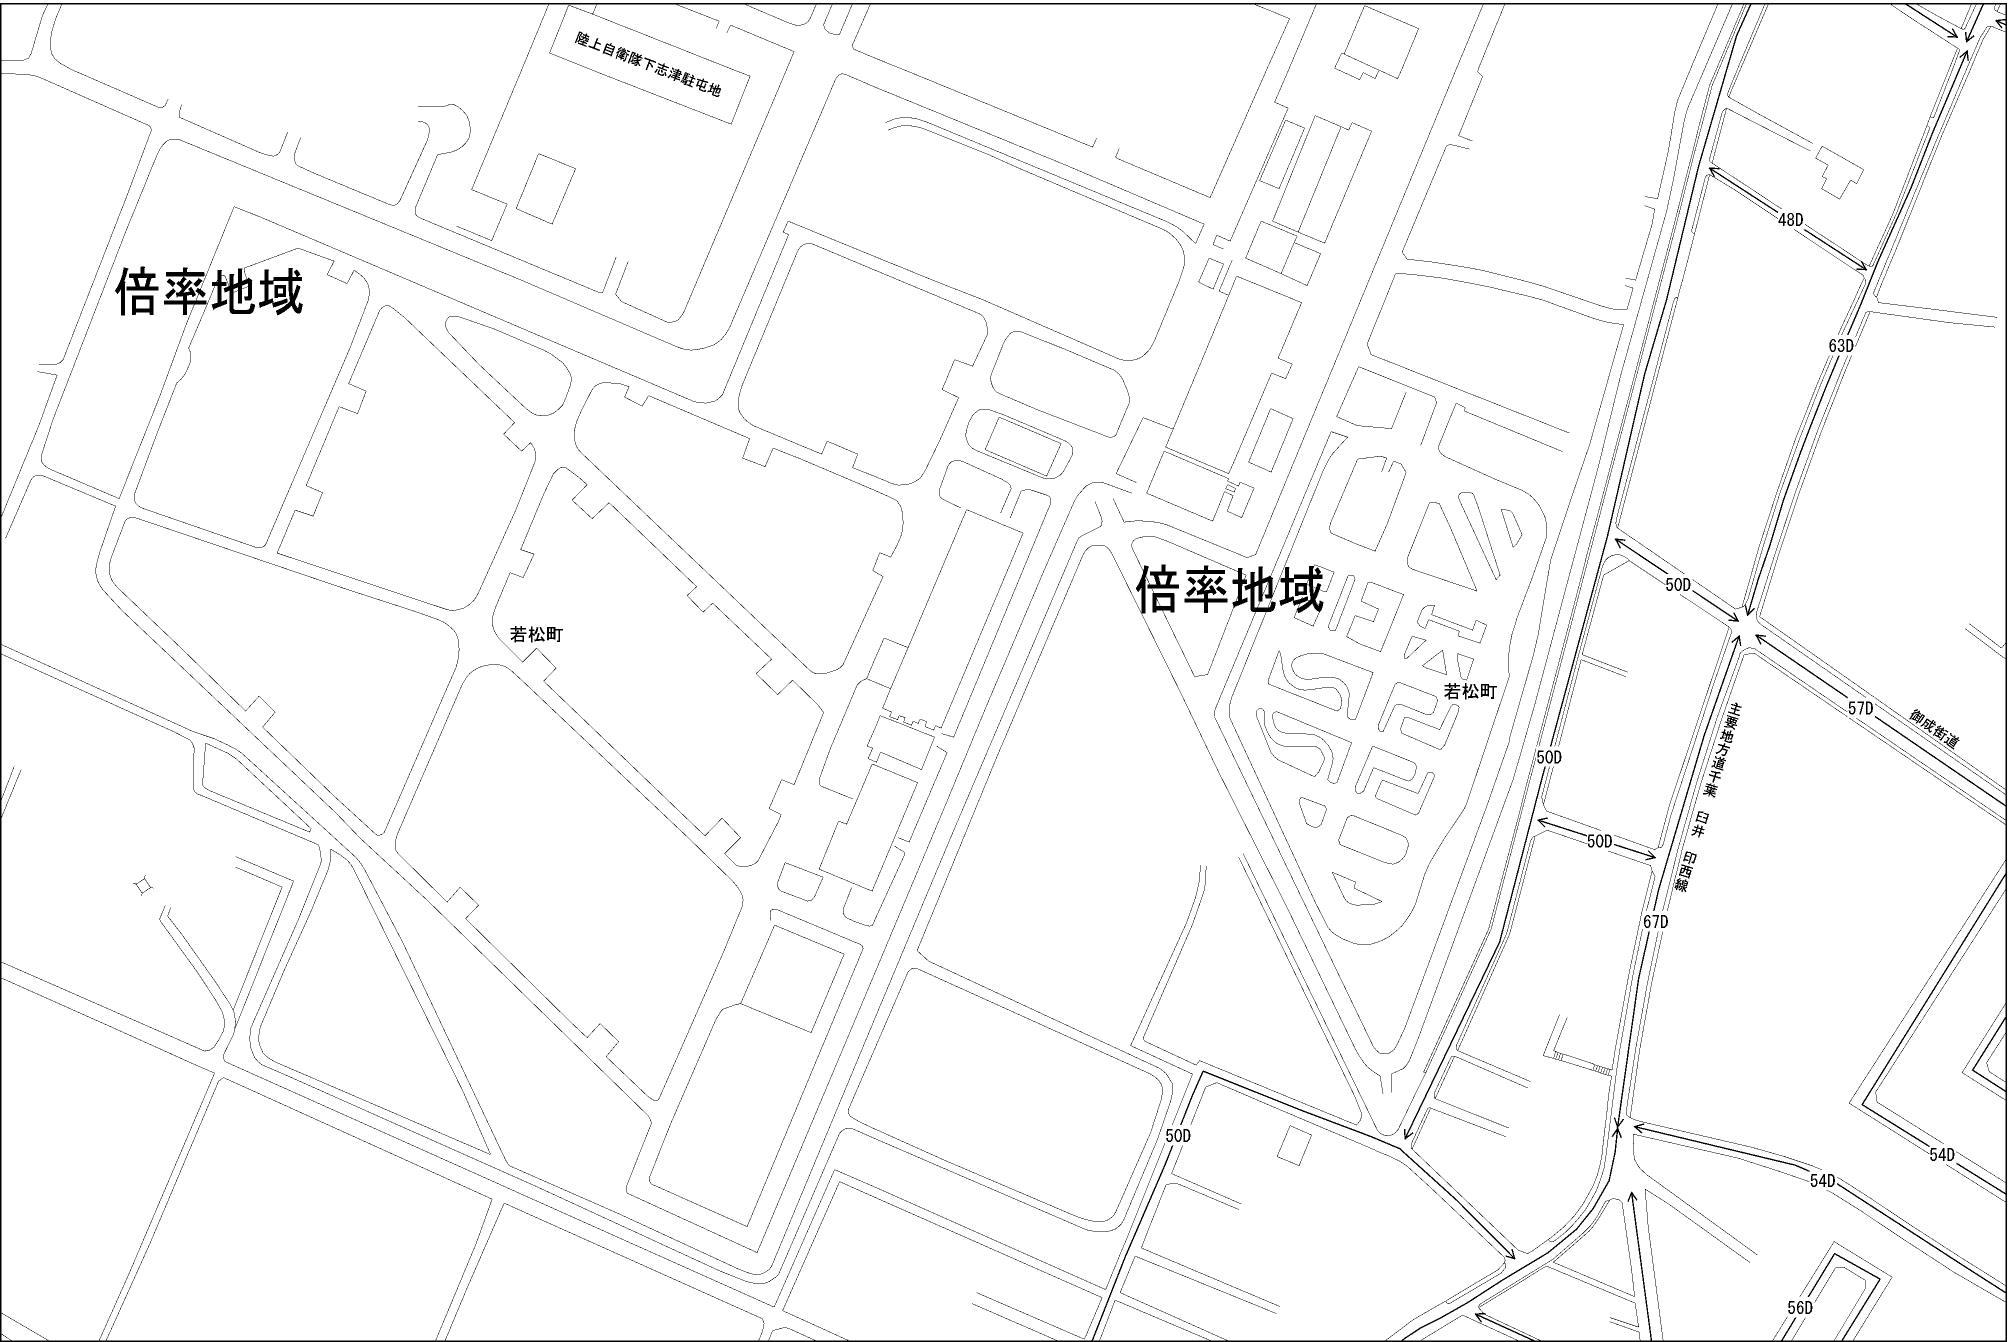 陸上自衛隊下志津駐屯地
48D
倍率地域
63D
倍率地域
50D
若松町
若松町
57D
御成街道
主要地方道千葉 臼井 印西線
50D
50D
67D
50D
54D
54D
56D